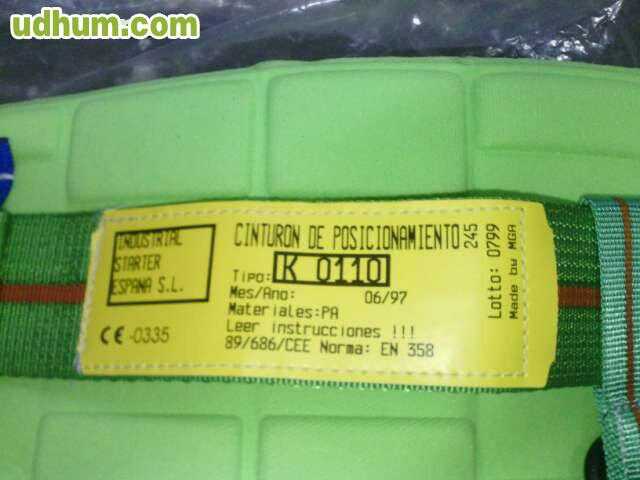 udhum.com
INDUSTRIAL
STARTER
ESPANA S.L.
CE-0335
CINTURON DE POSICIONAMIENTO
Tipo: K 0110
Mes/Ano: 06/97
Materiales:PA
Leer instrucciones !!!
89/686/CEE Norma: EN 358
245
Lotto: 0799
Made by MGA